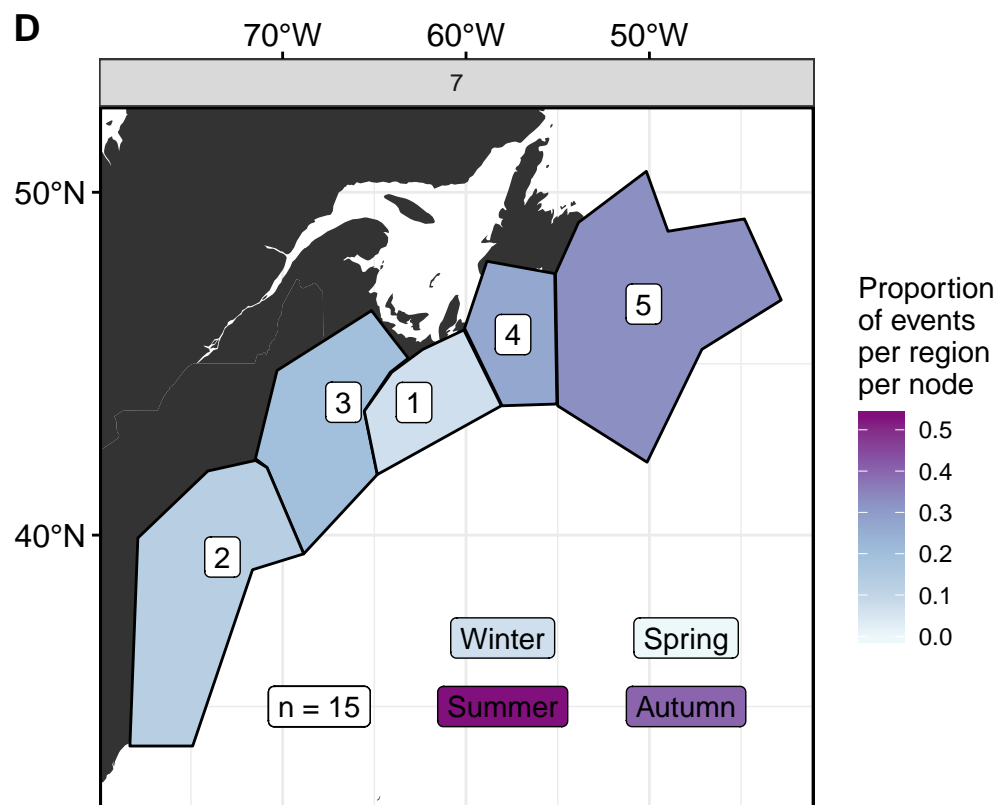 D
70°W 60°W 50°W
7
50°N
40°N
5
4
3
1
2
Winter Spring
n = 15 Summer Autumn
Proportion
of events
per region
per node
0.5
0.4
0.3
0.2
0.1
0.0